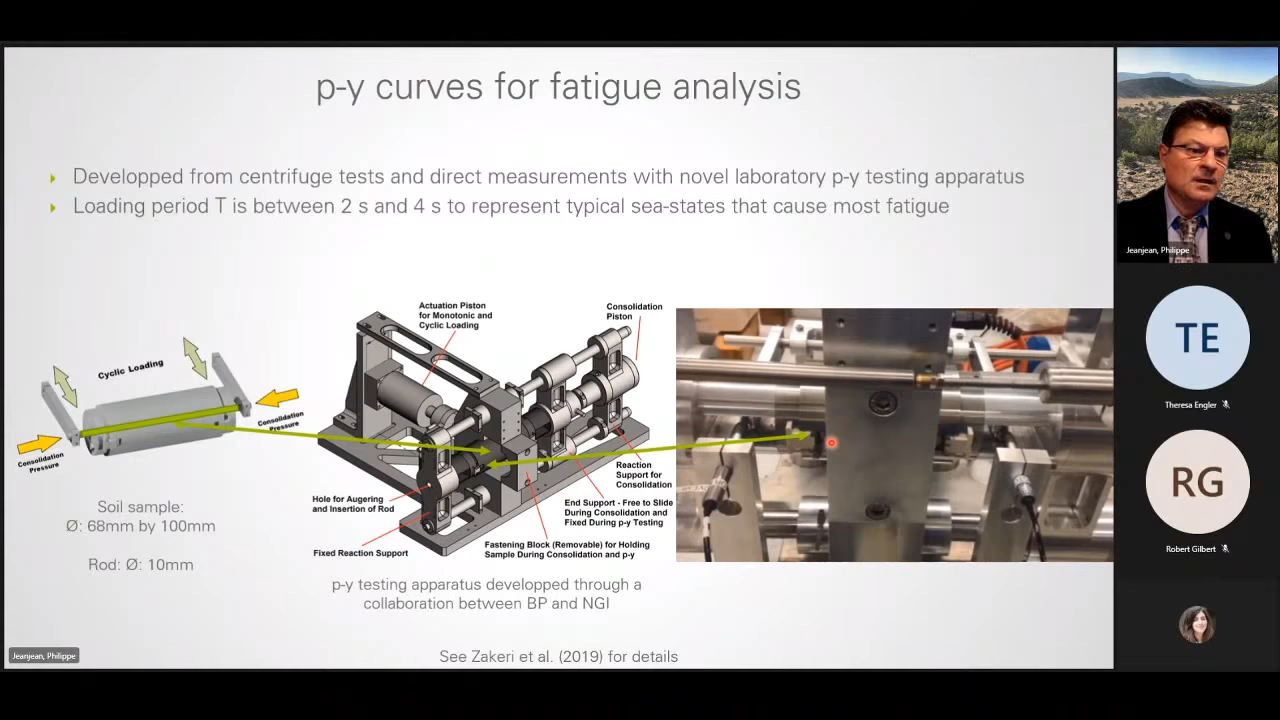 p-y curves for fatigue analysis
Developped from centrifuge tests and direct measurements with novel laboratory p-y testing apparatus
Loading period T is between 2 s and 4 s to represent typical sea-states that cause most fatigue
Cyclic Loading
Consolidation
Pressure
Consolidation
Pressure
Soil sample:
Ø: 68mm by 100mm
Rod: Ø: 10mm
Actuation Piston
for Monotonic and
Cyclic Loading
Consolidation
Piston
Hole for Augering
and Insertion of Rod
Fixed Reaction Support
Reaction
Support for
Consolidation
End Support - Free to Slide
During Consolidation and
Fixed During p-y Testing
Fastening Block (Removable) for Holding
Sample During Consolidation and p-y
p-y testing apparatus developped through a
collaboration between BP and NGI
See Zakeri et al. (2019) for details
Jeanjean, Philippe
Jeanjean, Philippe
TE
Theresa Engler
RG
Robert Gilbert